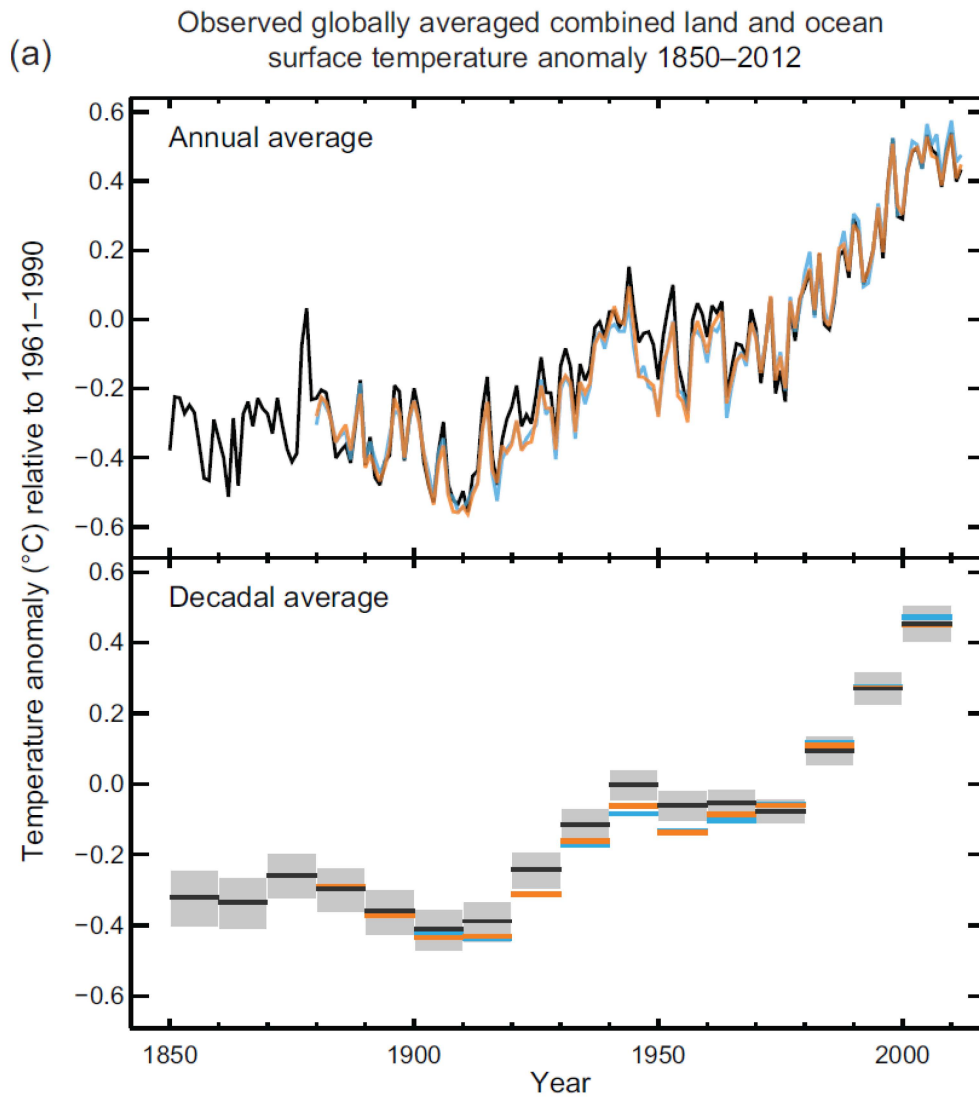 (a)
Observed globally averaged combined land and ocean
surface temperature anomaly 1850–2012
Temperature anomaly (°C) relative to 1961–1990
Annual average
0.6
0.4
0.2
0.0
−0.2
−0.4
−0.6
Decadal average
0.6
0.4
0.2
0.0
−0.2
−0.4
−0.6
1850 1900 1950 2000
Year